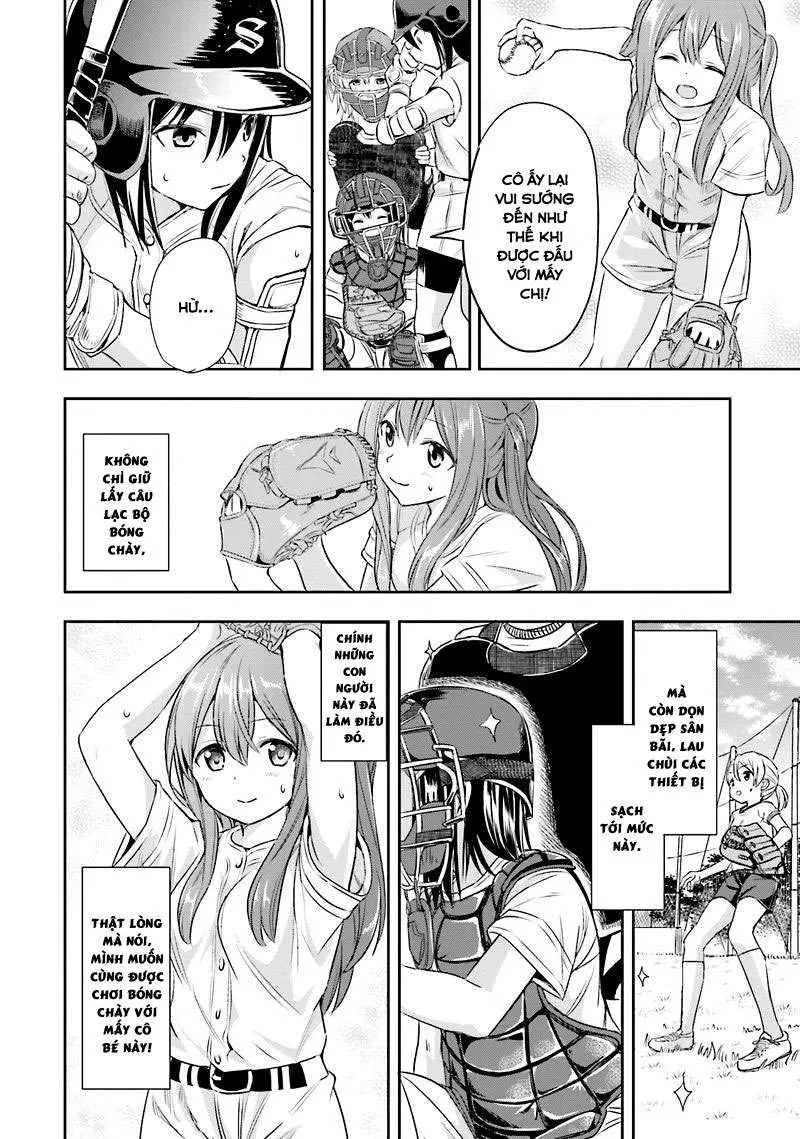 CÔ ẤY LẠI
VUI SƯỚNG
ĐẾN NHƯ
THẾ KHI
ĐƯỢC ĐẤU
VỚI MẤY
CHỊ!
S
HỪ...
KHÔNG
CHỈ GIỮ
LẤY CÂU
LẠC BỘ
BÓNG
CHÀY,
MÀ
CÒN DỌN
DẸP SÂN
BÃI, LAU
CHÙI CÁC
THIẾT BỊ
SẠCH
TỚI MỨC
NÀY.
CHÍNH
NHỮNG
CON
NGƯỜI
NÀY ĐÃ
LÀM ĐIỀU
ĐÓ.
THẬT LÒNG
MÀ NÓI,
MÌNH MUỐN
CÙNG ĐƯỢC
CHƠI BÓNG
CHÀY VỚI
MẤY CÔ
BÉ NÀY!